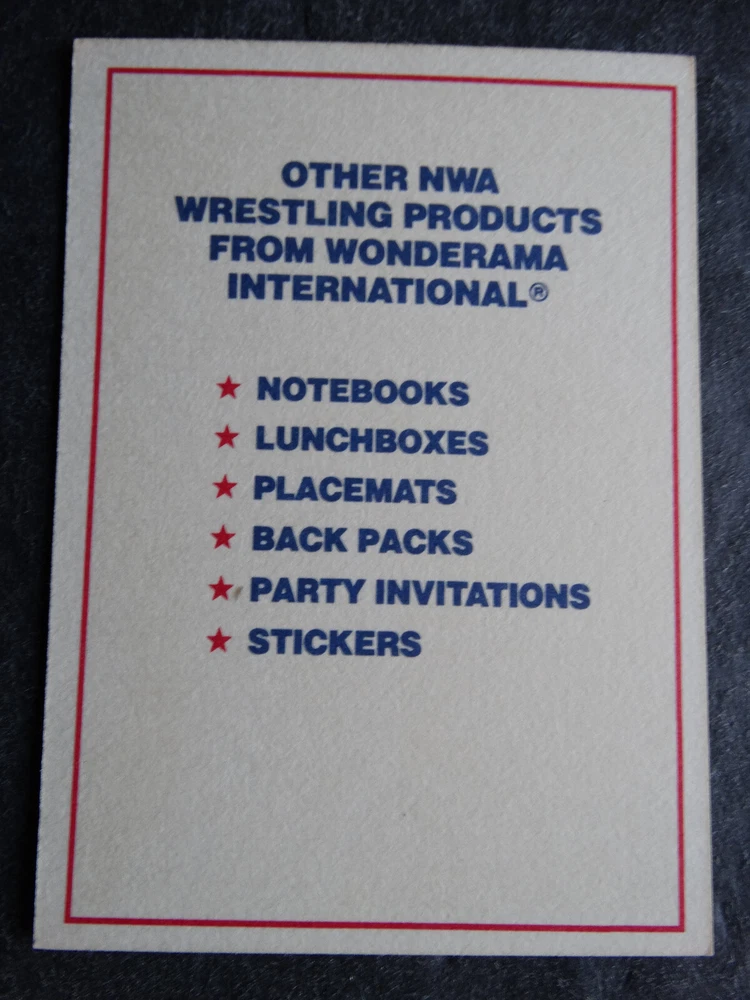 OTHER NWA
WRESTLING PRODUCTS
FROM WONDERAMA
INTERNATIONAL®
★ NOTEBOOKS
★ LUNCHBOXES
★ PLACEMATS
★ BACK PACKS
★ PARTY INVITATIONS
★ STICKERS